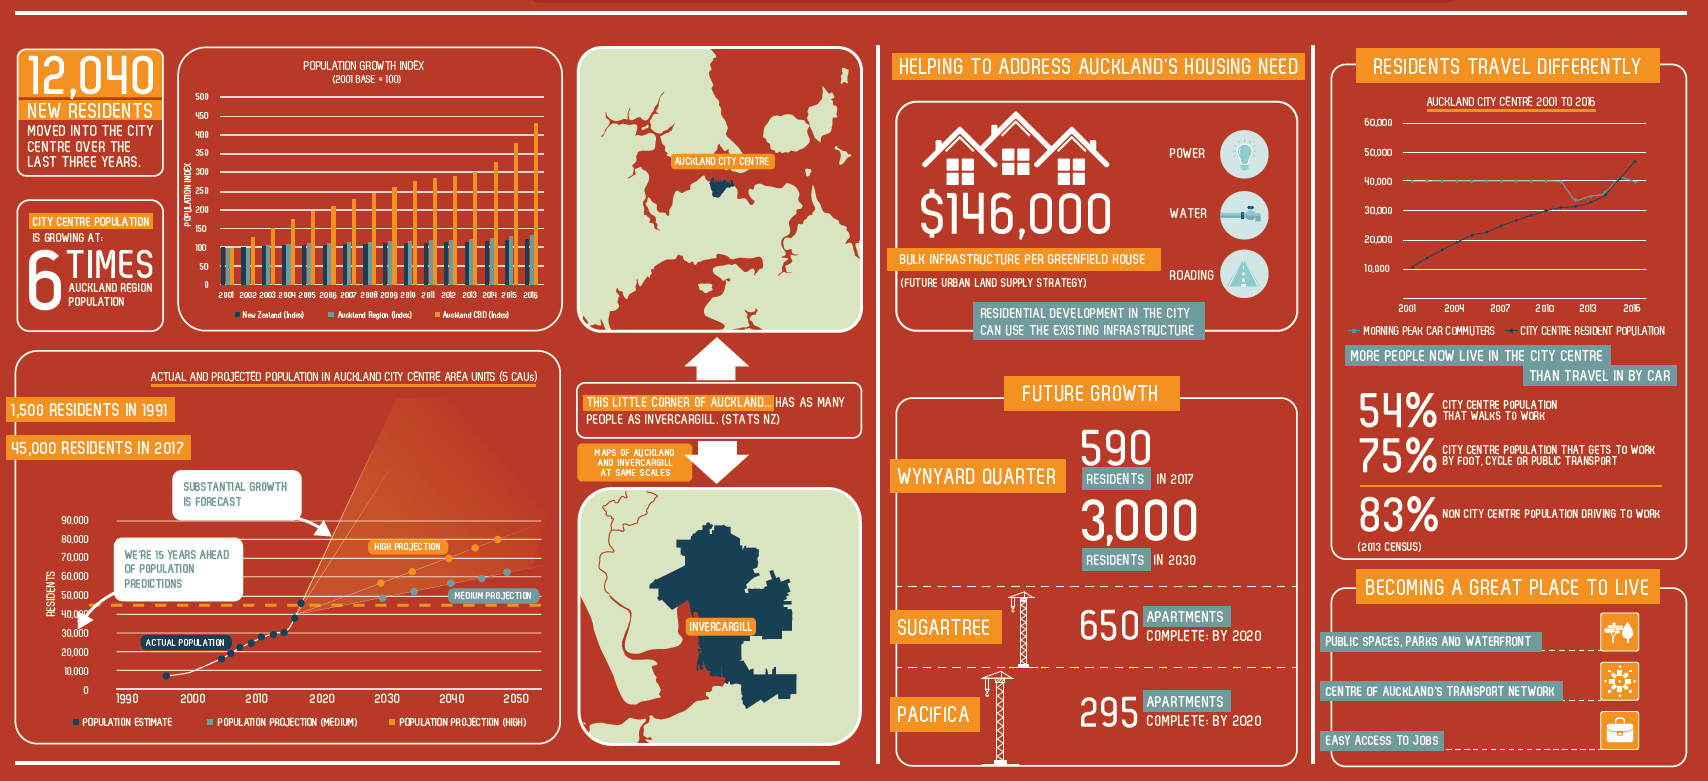 12,040
NEW RESIDENTS
MOVED INTO THE CITY
CENTRE OVER THE
LAST THREE YEARS.
CITY CENTRE POPULATION
IS GROWING AT:
6 TIMES
AUCKLAND REGION
POPULATION
POPULATION GROWTH INDEX
(2001 BASE = 100)
POPULATION INDEX
500
450
400
350
300
250
200
150
100
50
0
2001 2002 2003 2004 2005 2006 2007 2008 2009 2010 2011 2012 2013 2014 2015 2016
New Zealand (Index) Auckland Region (Index) Auckland CBD (Index)
AUCKLAND CITY CENTRE
ACTUAL AND PROJECTED POPULATION IN AUCKLAND CITY CENTRE AREA UNITS (5 CAUs)
1,500 RESIDENTS IN 1991
45,000 RESIDENTS IN 2017
SUBSTANTIAL GROWTH
IS FORECAST
WE'RE 15 YEARS AHEAD
OF POPULATION
PREDICTIONS
RESIDENTS
90,000
80,000
70,000
60,000
50,000
40,000
30,000
20,000
10,000
0
HIGH PROJECTION
MEDIUM PROJECTION
ACTUAL POPULATION
1990 2000 2010 2020 2030 2040 2050
POPULATION ESTIMATE POPULATION PROJECTION (MEDIUM) POPULATION PROJECTION (HIGH)
THIS LITTLE CORNER OF AUCKLAND... HAS AS MANY
PEOPLE AS INVERCARGILL. (STATS NZ)
MAPS OF AUCKLAND
AND INVERCARGILL
AT SAME SCALES
INVERCARGILL
HELPING TO ADDRESS AUCKLAND'S HOUSING NEED
$146,000
BULK INFRASTRUCTURE PER GREENFIELD HOUSE
(FUTURE URBAN LAND SUPPLY STRATEGY)
POWER
WATER
ROADING
RESIDENTIAL DEVELOPMENT IN THE CITY
CAN USE THE EXISTING INFRASTRUCTURE
FUTURE GROWTH
WYNYARD QUARTER
590
RESIDENTS IN 2017
3,000
RESIDENTS IN 2030
SUGARTREE
650 APARTMENTS
COMPLETE: BY 2020
PACIFICA
295 APARTMENTS
COMPLETE: BY 2020
RESIDENTS TRAVEL DIFFERENTLY
AUCKLAND CITY CENTRE 2001 TO 2016
60,000
50,000
40,000
30,000
20,000
10,000
2001 2004 2007 2010 2013 2016
MORNING PEAK CAR COMMUTERS CITY CENTRE RESIDENT POPULATION
MORE PEOPLE NOW LIVE IN THE CITY CENTRE
THAN TRAVEL IN BY CAR
54% CITY CENTRE POPULATION
THAT WALKS TO WORK
75% CITY CENTRE POPULATION THAT GETS TO WORK
BY FOOT, CYCLE OR PUBLIC TRANSPORT
83% NON CITY CENTRE POPULATION DRIVING TO WORK
(2013 CENSUS)
BECOMING A GREAT PLACE TO LIVE
PUBLIC SPACES, PARKS AND WATERFRONT
CENTRE OF AUCKLAND'S TRANSPORT NETWORK
EASY ACCESS TO JOBS